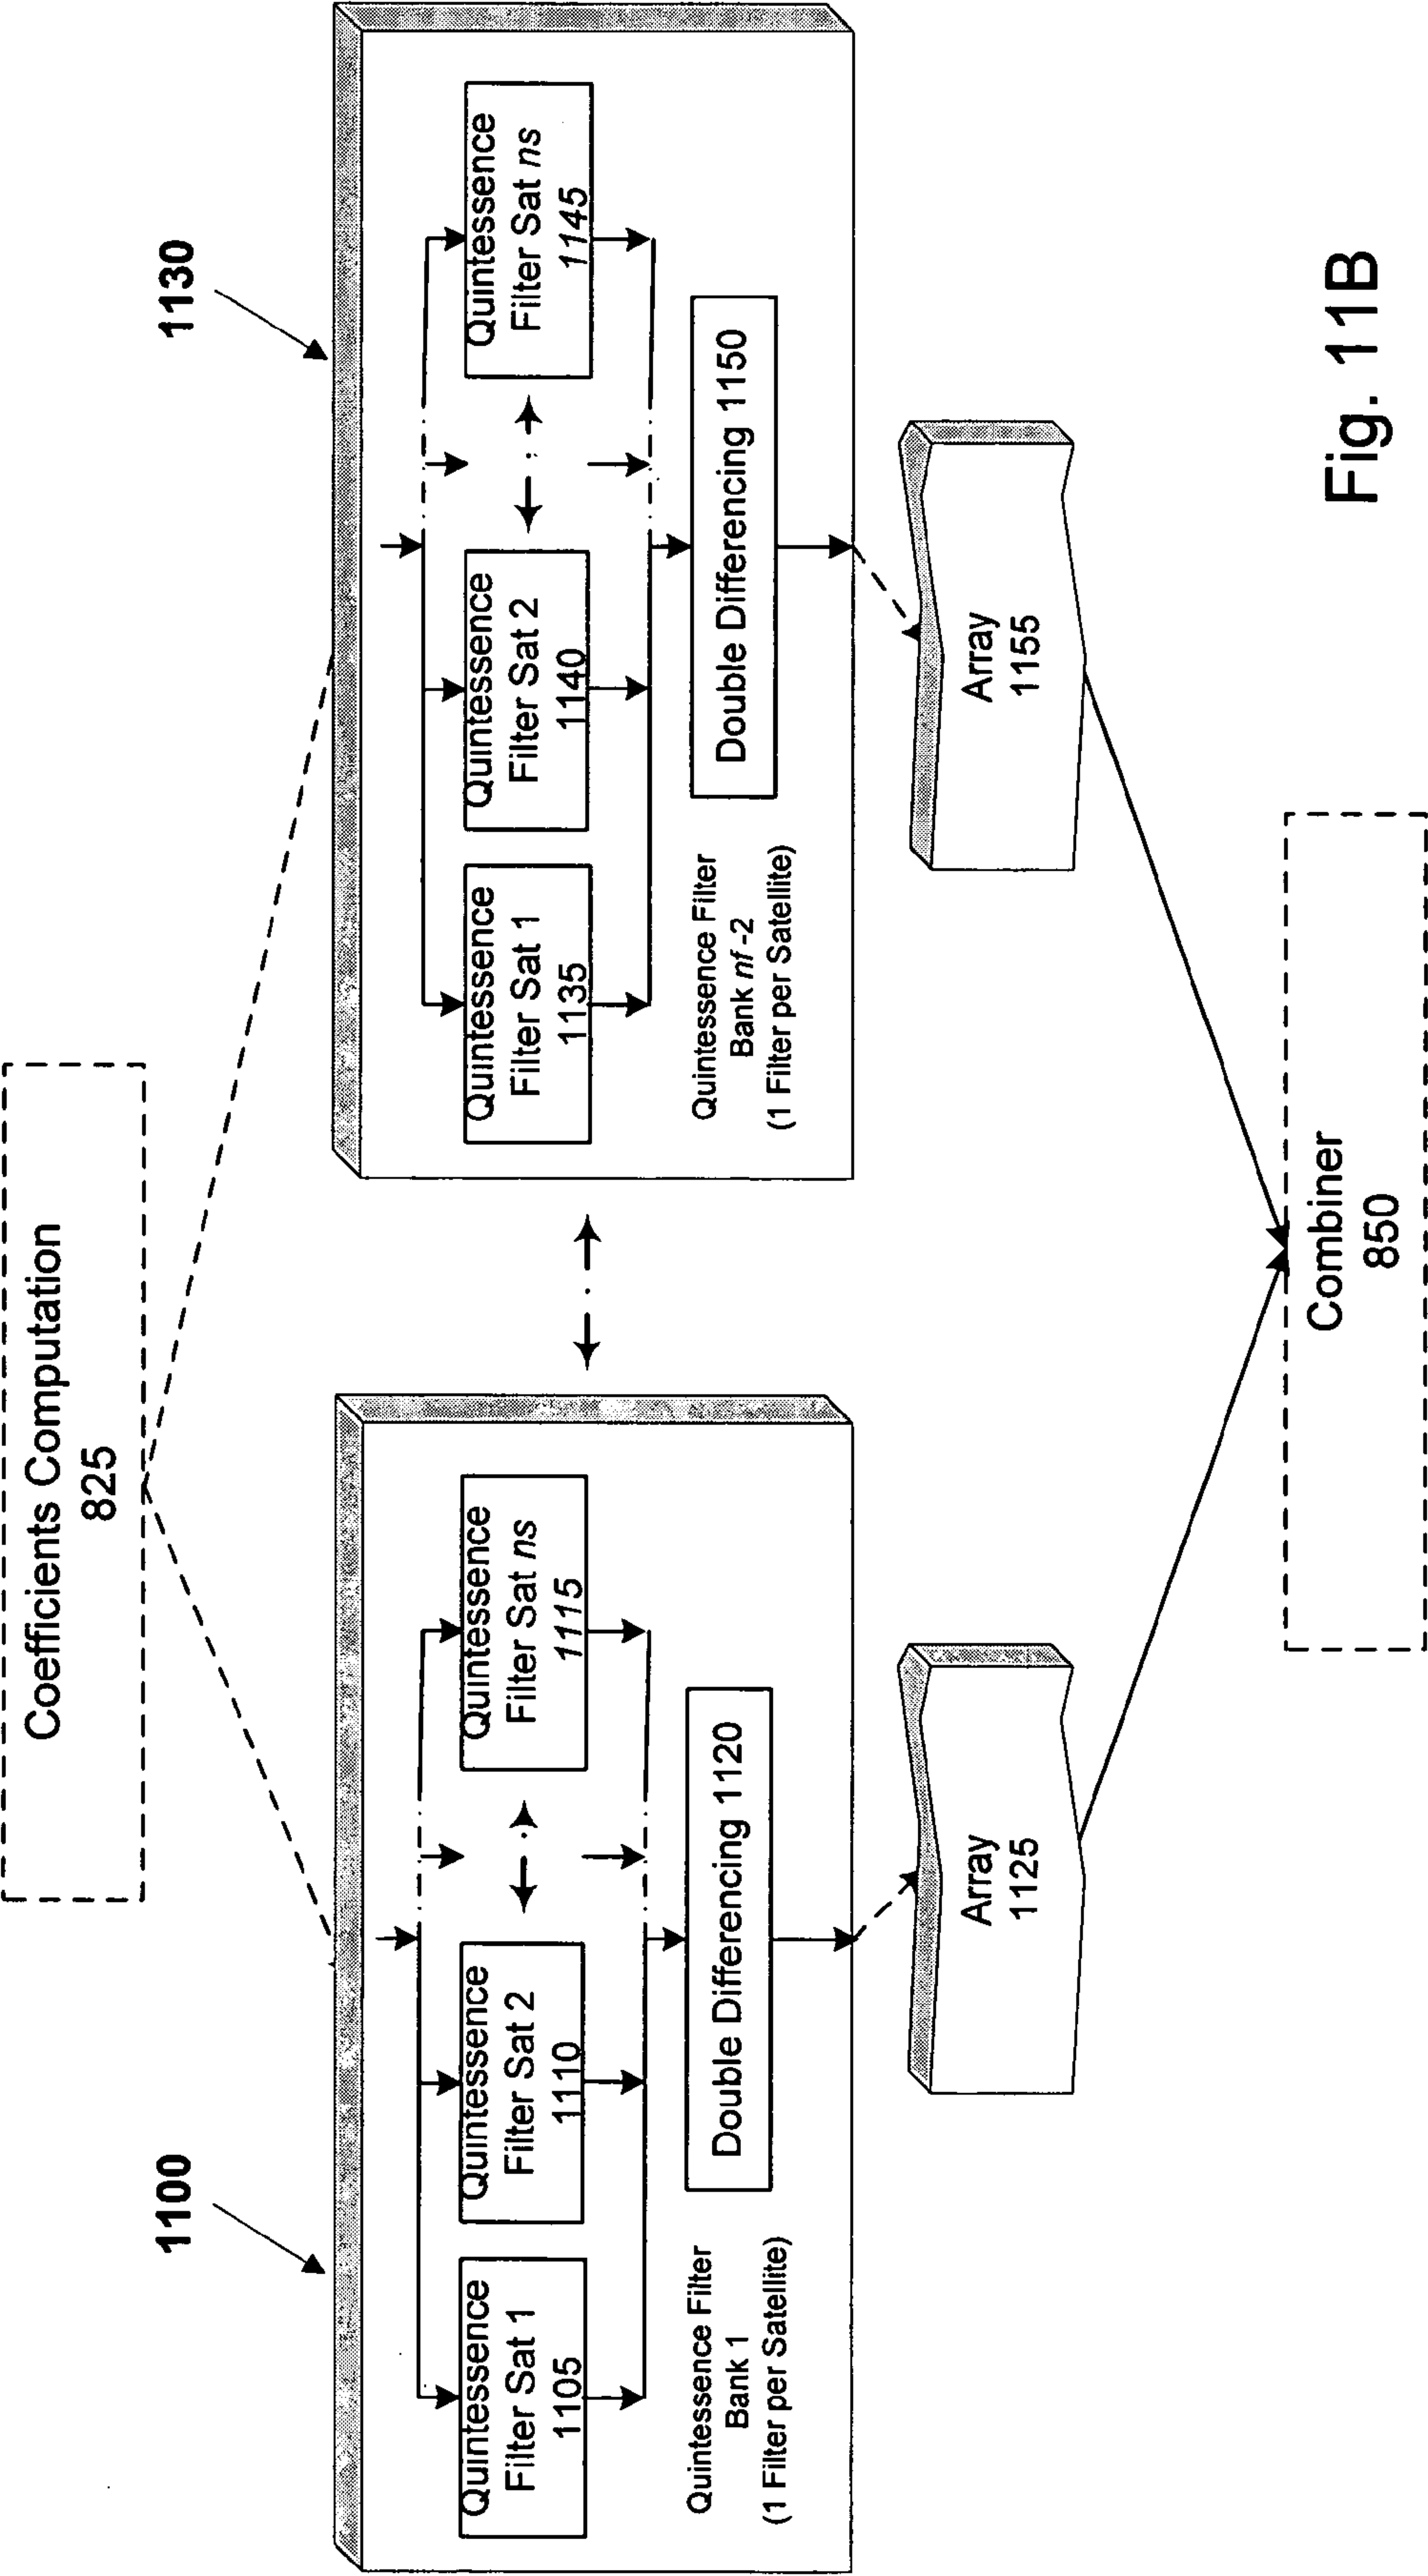 Coefficients Computation
825
1100
1130
Quintessence
Filter Sat 1
1105
Quintessence
Filter Sat 2
1110
Quintessence
Filter Sat ns
1115
Quintessence Filter
Bank 1
(1 Filter per Satellite)
Double Differencing 1120
Quintessence
Filter Sat 1
1135
Quintessence
Filter Sat 2
1140
Quintessence
Filter Sat ns
1145
Quintessence Filter
Bank nf -2
(1 Filter per Satellite)
Double Differencing 1150
Array
1125
Array
1155
Combiner
850
Fig. 11B